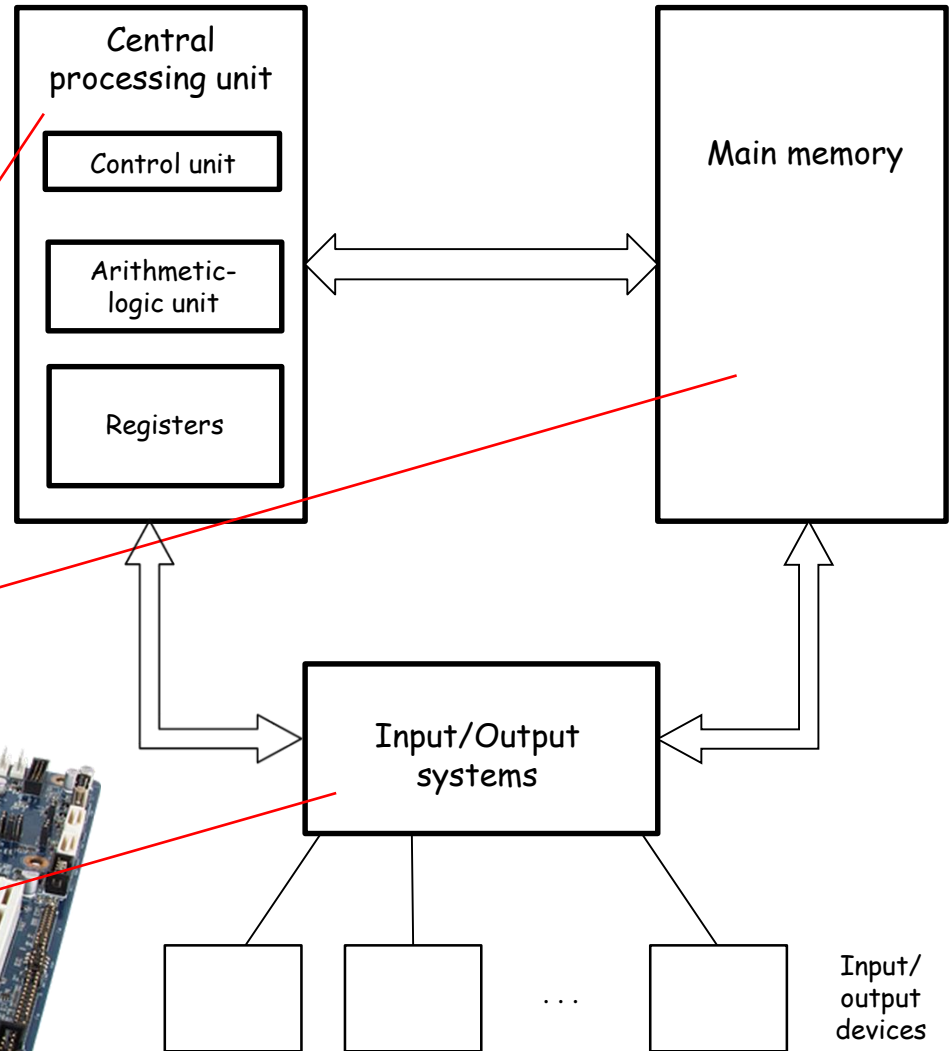 Central
processing unit
Control unit
Arithmetic-
logic unit
Registers
Main memory
Input/Output
systems
. . .
Input/
output
devices